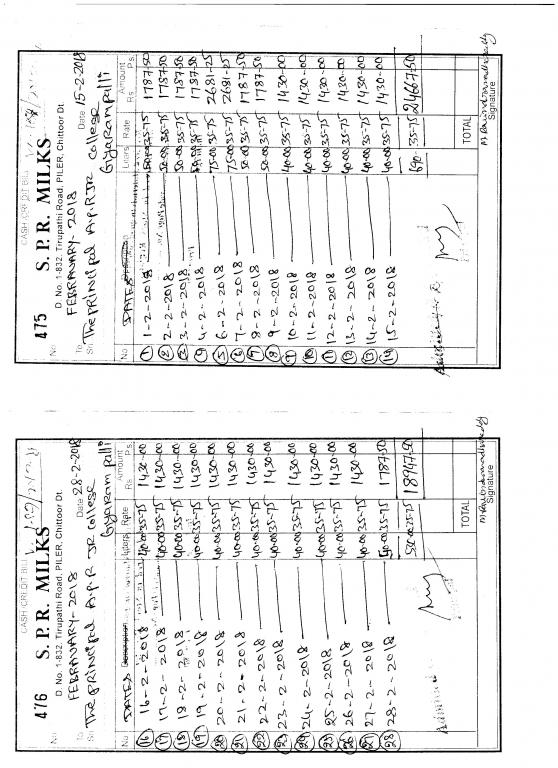 CASH/CREDIT BILL
475 S. P. R. MILKS
D. No. 1-832, Tirupathi Road, PILER, Chittoor Dt.
No FEBRAVARY-2018 Date 15-2-2018
To The principal A.P.R JR college
Sri Gyarampalli
No DATES Liters Rate Amount
Rs. Ps.
① 1-2-2018 50-00 35-75 1787-50
② 2-2-2018 50-00 35-75 1787-50
③ 3-2-2018 50-00 35-75 1787-50
④ 4-2-2018 50-00 35-75 1787-50
⑤ 6-2-2018 75-00 35-75 2681-25
⑥ 7-2-2018 75-00 35-75 2681-25
⑦ 8-2-2018 50-00 35-75 1787-50
⑧ 9-2-2018 50-00 35-75 1787-50
⑨ 10-2-2018 40-00 35-75 1430-00
⑩ 11-2-2018 40-00 35-75 1430-00
⑪ 12-2-2018 40-00 35-75 1430-00
⑫ 13-2-2018 40-00 35-75 1430-00
⑬ 14-2-2018 40-00 35-75 1430-00
⑭ 15-2-2018 40-00 35-75 1430-00
690 35-75 24667-50
TOTAL
Signature
CASH/CREDIT BILL
476 S. P. R. MILKS
D. No. 1-832, Tirupathi Road, PILER, Chittoor Dt.
No FEBRAVARY-2018 Date 28-2-2018
To The principal A.P.R JR college
Sri Gyarampalli
No DATES Liters Rate Amount
Rs. Ps.
⑯ 16-2-2018 40-00 35-75 1430-00
⑰ 17-2-2018 40-00 35-75 1430-00
⑱ 18-2-2018 40-00 35-75 1430-00
⑲ 19-2-2018 40-00 35-75 1430-00
⑳ 20-2-2018 40-00 35-75 1430-00
㉑ 21-2-2018 40-00 35-75 1430-00
㉒ 22-2-2018 40-00 35-75 1430-00
㉓ 23-2-2018 40-00 35-75 1430-00
㉔ 24-2-2018 40-00 35-75 1430-00
㉕ 25-2-2018 40-00 35-75 1430-00
㉖ 26-2-2018 40-00 35-75 1430-00
㉗ 27-2-2018 40-00 35-75 1430-00
28 28-2-2018 50-00 35-75 1787-50
530-00 35-75 18947-50
TOTAL
Signature